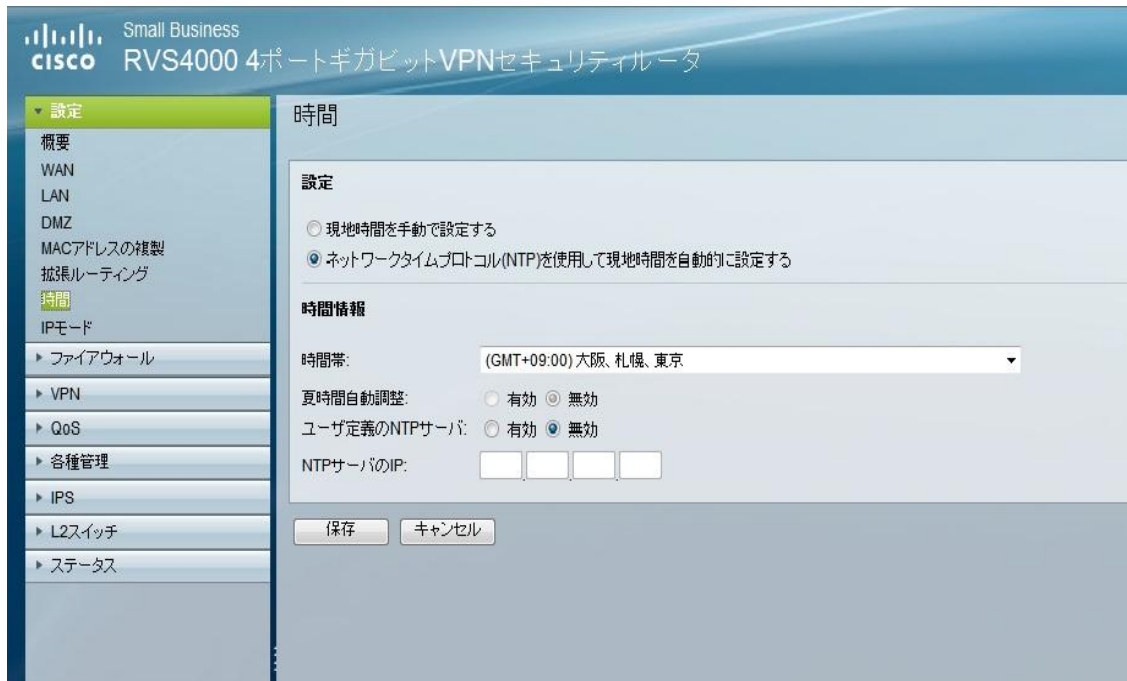 Small Business
CISCO RVS4000 4ポートギガビットVPNセキュリティルータ
設定
概要
WAN
LAN
DMZ
MACアドレスの複製
拡張ルーティング
時間
IPモード
ファイアウォール
VPN
QoS
各種管理
IPS
L2スイッチ
ステータス
時間
設定
現地時間を手動で設定する
ネットワークタイムプロトコル(NTP)を使用して現地時間を自動的に設定する
時間情報
時間帯: (GMT+09:00) 大阪、札幌、東京
夏時間自動調整: 有効 無効
ユーザ定義のNTPサーバ: 有効 無効
NTPサーバのIP:
保存 キャンセル